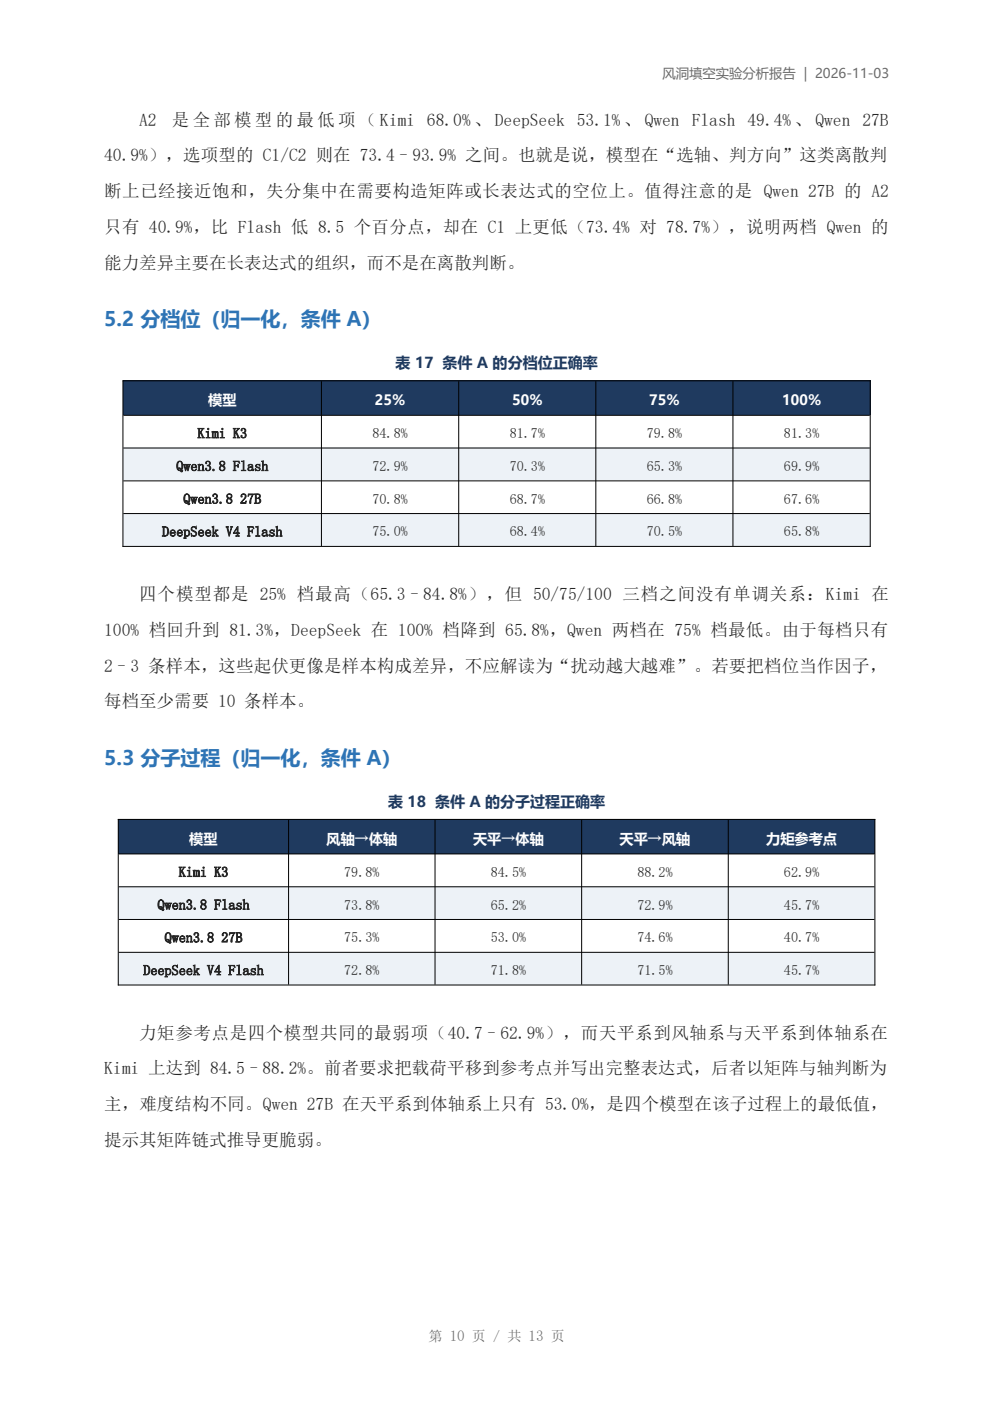 风洞填空实验分析报告 | 2026-11-03
A2 是全部模型的最低项（Kimi 68.0%、DeepSeek 53.1%、Qwen Flash 49.4%、Qwen 27B
40.9%），选项型的 C1/C2 则在 73.4–93.9% 之间。也就是说，模型在“选轴、判方向”这类离散判
断上已经接近饱和，失分集中在需要构造矩阵或长表达式的空位上。值得注意的是 Qwen 27B 的 A2
只有 40.9%，比 Flash 低 8.5 个百分点，却在 C1 上更低（73.4% 对 78.7%），说明两档 Qwen 的
能力差异主要在长表达式的组织，而不是在离散判断。
5.2 分档位（归一化，条件 A）
表 17 条件 A 的分档位正确率
模型 25% 50% 75% 100%
Kimi K3 84.8% 81.7% 79.8% 81.3%
Qwen3.8 Flash 72.9% 70.3% 65.3% 69.9%
Qwen3.8 27B 70.8% 68.7% 66.8% 67.6%
DeepSeek V4 Flash 75.0% 68.4% 70.5% 65.8%
四个模型都是 25% 档最高（65.3–84.8%），但 50/75/100 三档之间没有单调关系：Kimi 在
100% 档回升到 81.3%，DeepSeek 在 100% 档降到 65.8%，Qwen 两档在 75% 档最低。由于每档只有
2–3 条样本，这些起伏更像是样本构成差异，不应解读为“扰动越大越难”。若要把档位当作因子，
每档至少需要 10 条样本。
5.3 分子过程（归一化，条件 A）
表 18 条件 A 的分子过程正确率
模型 风轴→体轴 天平→体轴 天平→风轴 力矩参考点
Kimi K3 79.8% 84.5% 88.2% 62.9%
Qwen3.8 Flash 73.8% 65.2% 72.9% 45.7%
Qwen3.8 27B 75.3% 53.0% 74.6% 40.7%
DeepSeek V4 Flash 72.8% 71.8% 71.5% 45.7%
力矩参考点是四个模型共同的最弱项（40.7–62.9%），而天平系到风轴系与天平系到体轴系在
Kimi 上达到 84.5–88.2%。前者要求把载荷平移到参考点并写出完整表达式，后者以矩阵与轴判断为
主，难度结构不同。Qwen 27B 在天平系到体轴系上只有 53.0%，是四个模型在该子过程上的最低值，
提示其矩阵链式推导更脆弱。
第 10 页 / 共 13 页